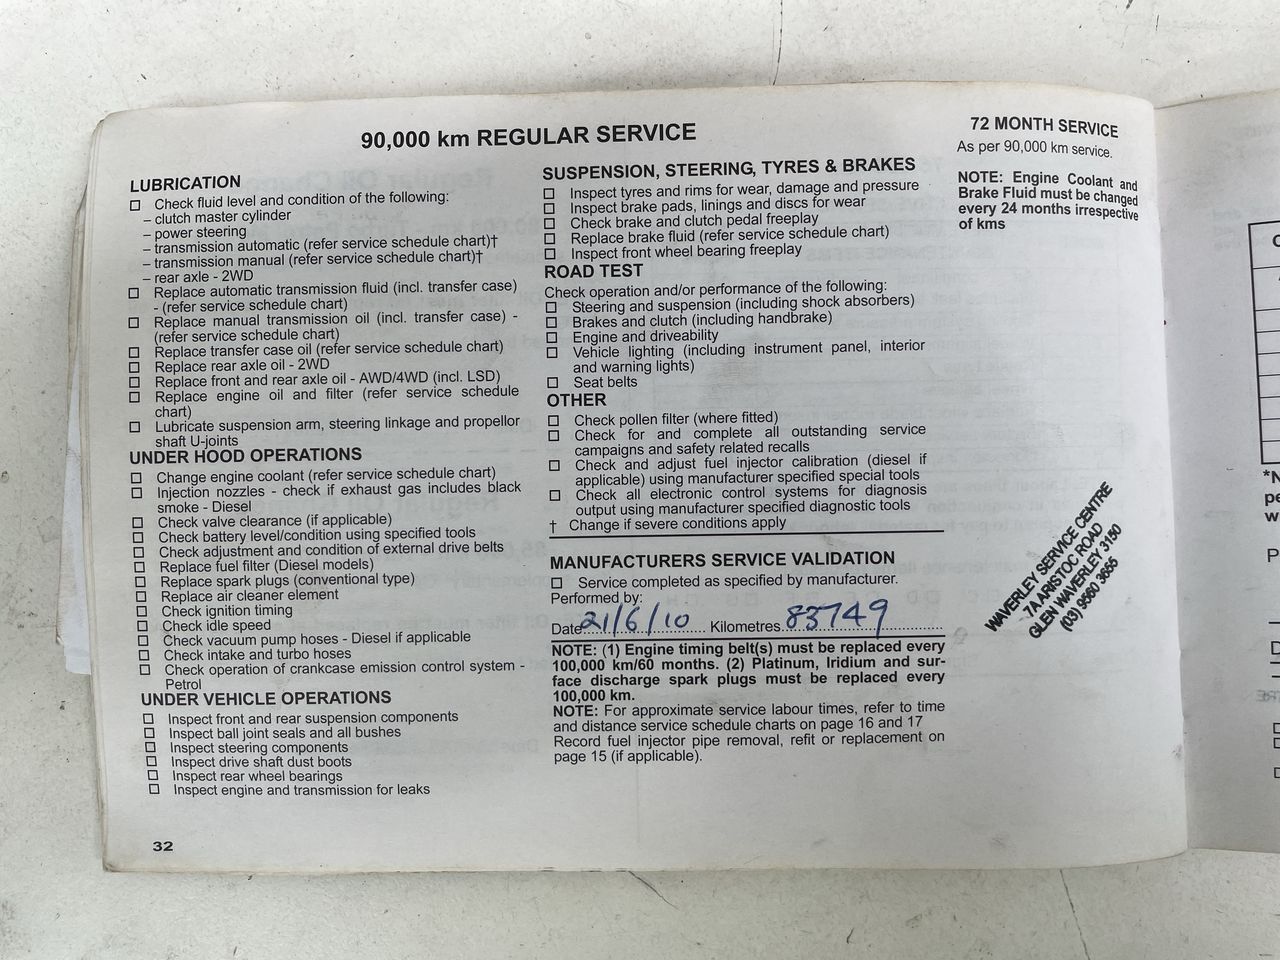 90,000 km REGULAR SERVICE
LUBRICATION
Check fluid level and condition of the following:
– clutch master cylinder
– power steering
– transmission automatic (refer service schedule chart)†
– transmission manual (refer service schedule chart)†
– rear axle - 2WD
Replace automatic transmission fluid (incl. transfer case)
- (refer service schedule chart)
Replace manual transmission oil (incl. transfer case) -
(refer service schedule chart)
Replace transfer case oil (refer service schedule chart)
Replace rear axle oil - 2WD
Replace front and rear axle oil - AWD/4WD (incl. LSD)
Replace engine oil and filter (refer service schedule
chart)
Lubricate suspension arm, steering linkage and propellor
shaft U-joints
UNDER HOOD OPERATIONS
Change engine coolant (refer service schedule chart)
Injection nozzles - check if exhaust gas includes black
smoke - Diesel
Check valve clearance (if applicable)
Check battery level/condition using specified tools
Check adjustment and condition of external drive belts
Replace fuel filter (Diesel models)
Replace spark plugs (conventional type)
Replace air cleaner element
Check ignition timing
Check idle speed
Check vacuum pump hoses - Diesel if applicable
Check intake and turbo hoses
Check operation of crankcase emission control system -
Petrol
UNDER VEHICLE OPERATIONS
Inspect front and rear suspension components
Inspect ball joint seals and all bushes
Inspect steering components
Inspect drive shaft dust boots
Inspect rear wheel bearings
Inspect engine and transmission for leaks
32
SUSPENSION, STEERING, TYRES & BRAKES
Inspect tyres and rims for wear, damage and pressure
Inspect brake pads, linings and discs for wear
Check brake and clutch pedal freeplay
Replace brake fluid (refer service schedule chart)
Inspect front wheel bearing freeplay
ROAD TEST
Check operation and/or performance of the following:
Steering and suspension (including shock absorbers)
Brakes and clutch (including handbrake)
Engine and driveability
Vehicle lighting (including instrument panel, interior
and warning lights)
Seat belts
OTHER
Check pollen filter (where fitted)
Check for and complete all outstanding service
campaigns and safety related recalls
Check and adjust fuel injector calibration (diesel if
applicable) using manufacturer specified special tools
Check all electronic control systems for diagnosis
output using manufacturer specified diagnostic tools
† Change if severe conditions apply
MANUFACTURERS SERVICE VALIDATION
Service completed as specified by manufacturer.
Performed by:
Date 21/6/10 Kilometres 83749
NOTE: (1) Engine timing belt(s) must be replaced every
100,000 km/60 months. (2) Platinum, Iridium and sur-
face discharge spark plugs must be replaced every
100,000 km.
NOTE: For approximate service labour times, refer to time
and distance service schedule charts on page 16 and 17
Record fuel injector pipe removal, refit or replacement on
page 15 (if applicable).
72 MONTH SERVICE
As per 90,000 km service.
NOTE: Engine Coolant and
Brake Fluid must be changed
every 24 months irrespective
of kms
WAVERLEY SERVICE CENTRE
7A ARISTOC ROAD
GLEN WAVERLEY 3150
(03) 9560 3655